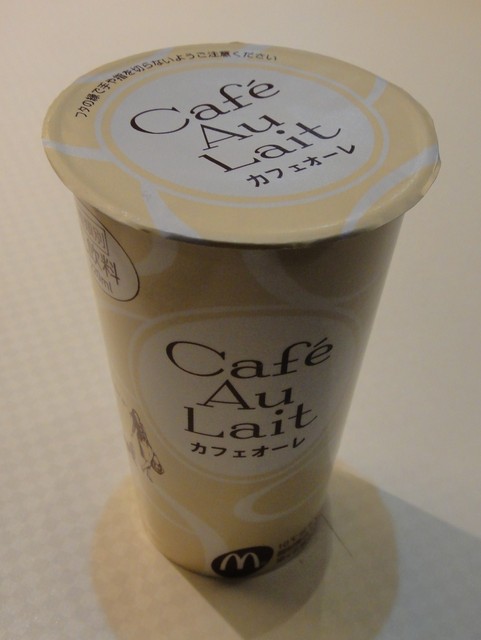 フタの縁で手や指を切らないようご注意ください
Café
Au
Lait
カフェオーレ
Café
Au
Lait
カフェオーレ